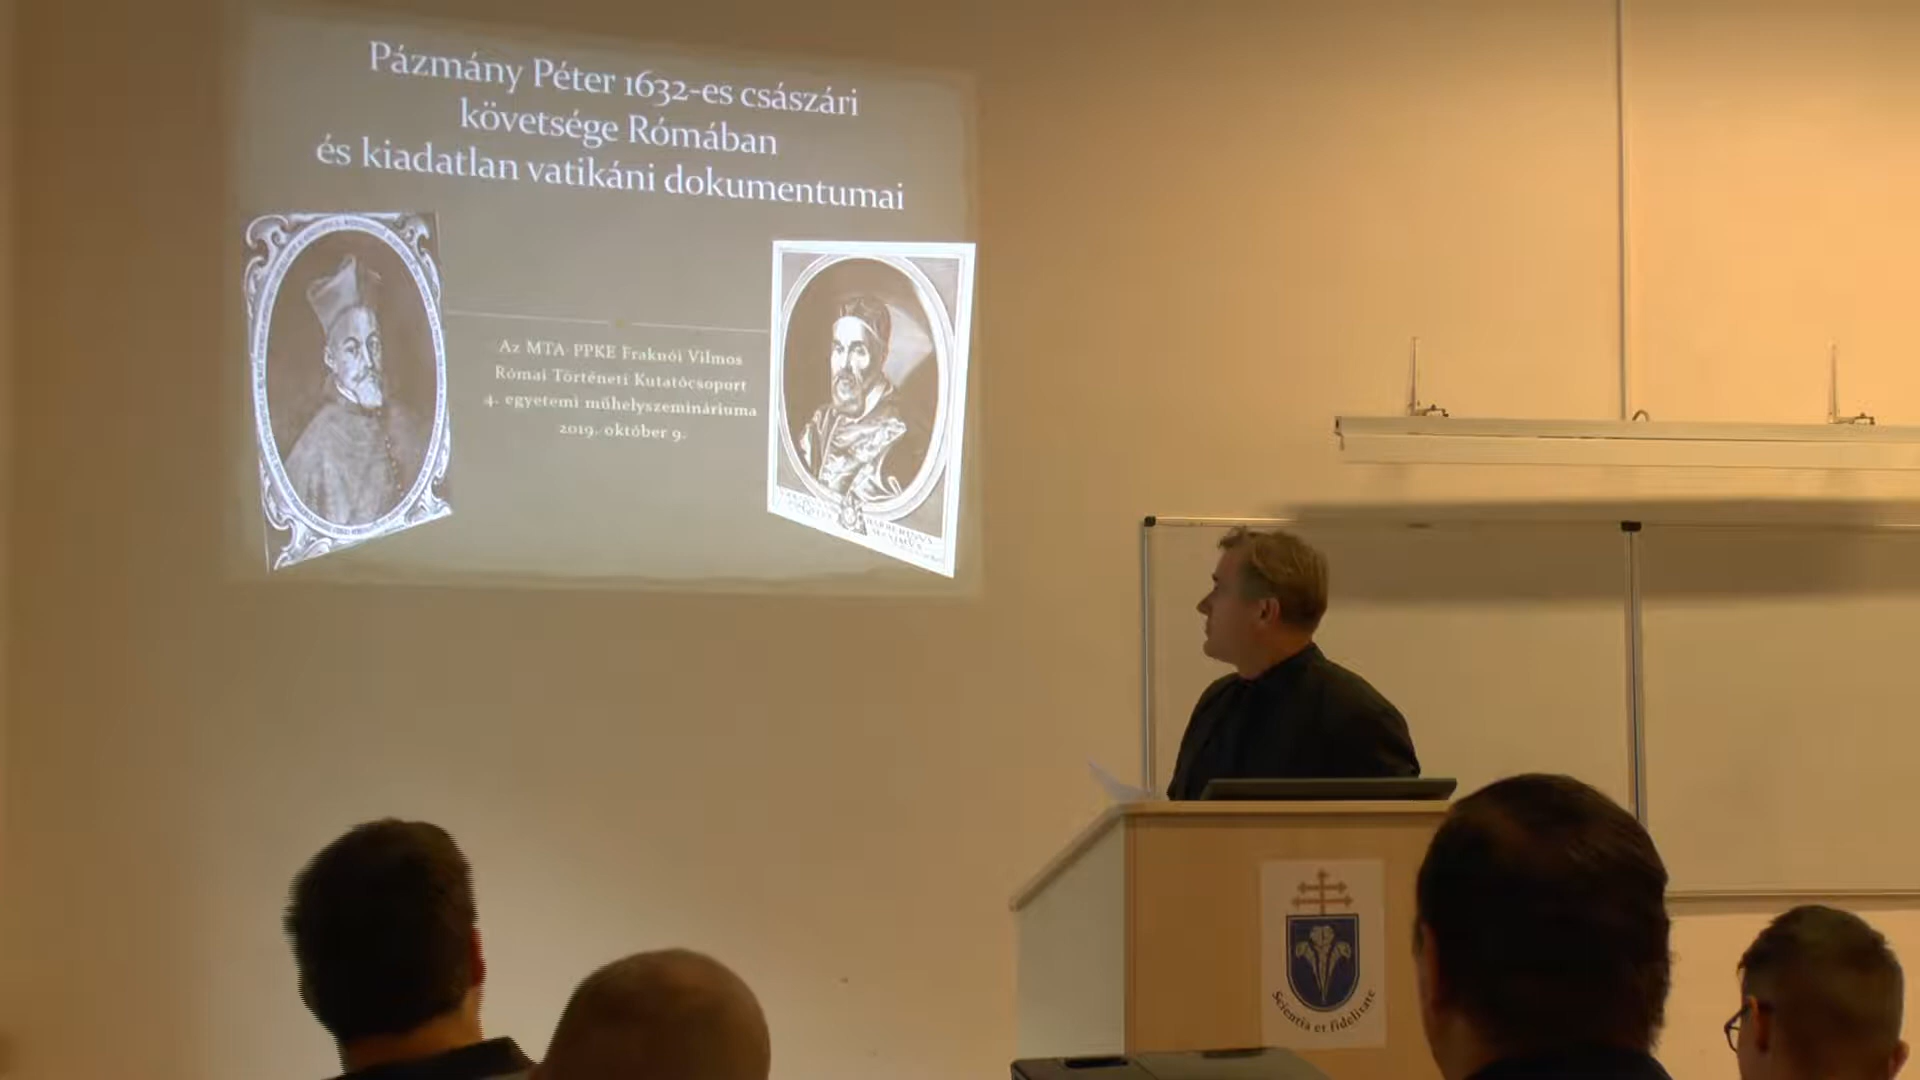 Pázmány Péter 1632-es császári
követsége Rómában
és kiadatlan vatikáni dokumentumai
Az MTA-PPKE Fraknói Vilmos
Római Történeti Kutatócsoport
4. egyetemi műhelyszemináriuma
2019. október 9.
Scientia et fidelitate